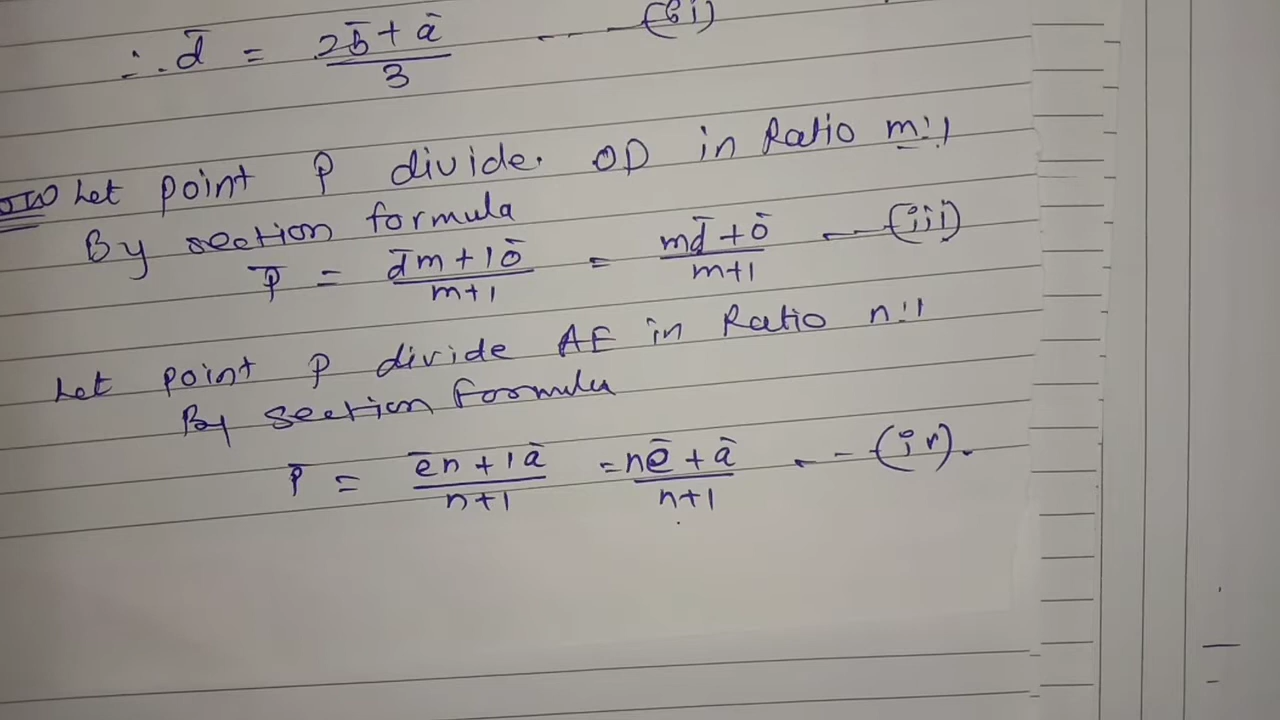 ∴ d̄ = (2b̄ + ā)/3 --- (ii)
Let point P divide. OD in Ratio m:1
By section formula
P̄ = (d̄m + 1ō)/(m+1) = (md̄ + ō)/(m+1) --- (iii)
Let point P divide AE in Ratio n:1
By section formula
P̄ = (ēn + 1ā)/(n+1) = (nē + ā)/(n+1) --- (iv).